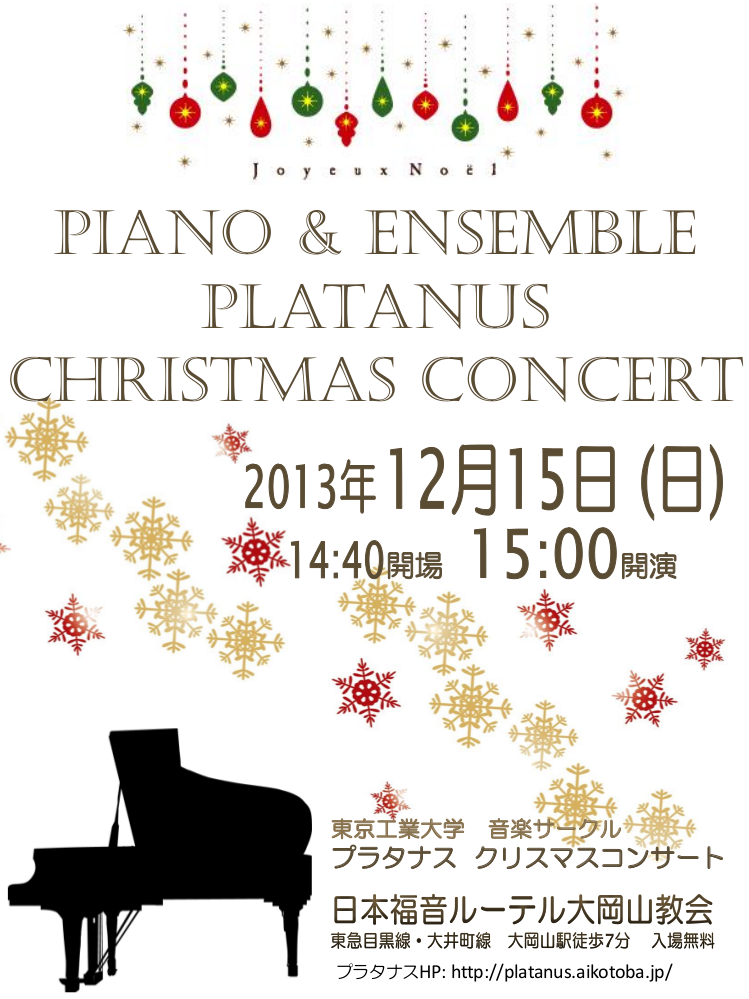 Joyeux Noël
PIANO & ENSEMBLE
PLATANUS
CHRISTMAS CONCERT
2013年12月15日 (日)
14:40開場 15:00開演
東京工業大学 音楽サークル
プラタナス クリスマスコンサート
日本福音ルーテル大岡山教会
東急目黒線・大井町線 大岡山駅徒歩7分 入場無料
プラタナスHP: http://platanus.aikotoba.jp/